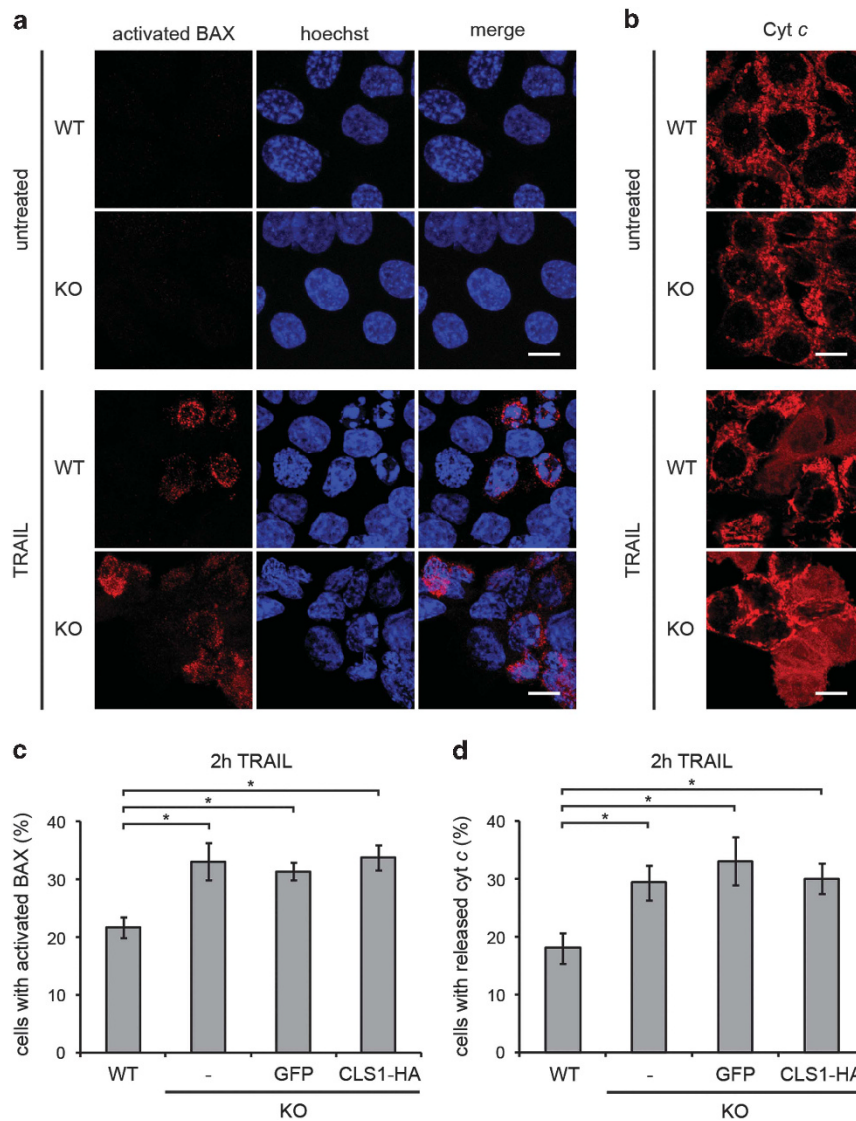 a
activated BAX hoechst merge
untreated
WT
KO
TRAIL
WT
KO
b
Cyt c
untreated
WT
KO
TRAIL
WT
KO
c
2h TRAIL
cells with activated BAX (%)
40
30
20
10
0
*
*
*
WT - GFP CLS1-HA
KO
d
2h TRAIL
cells with released cyt c (%)
40
30
20
10
0
*
*
*
WT - GFP CLS1-HA
KO